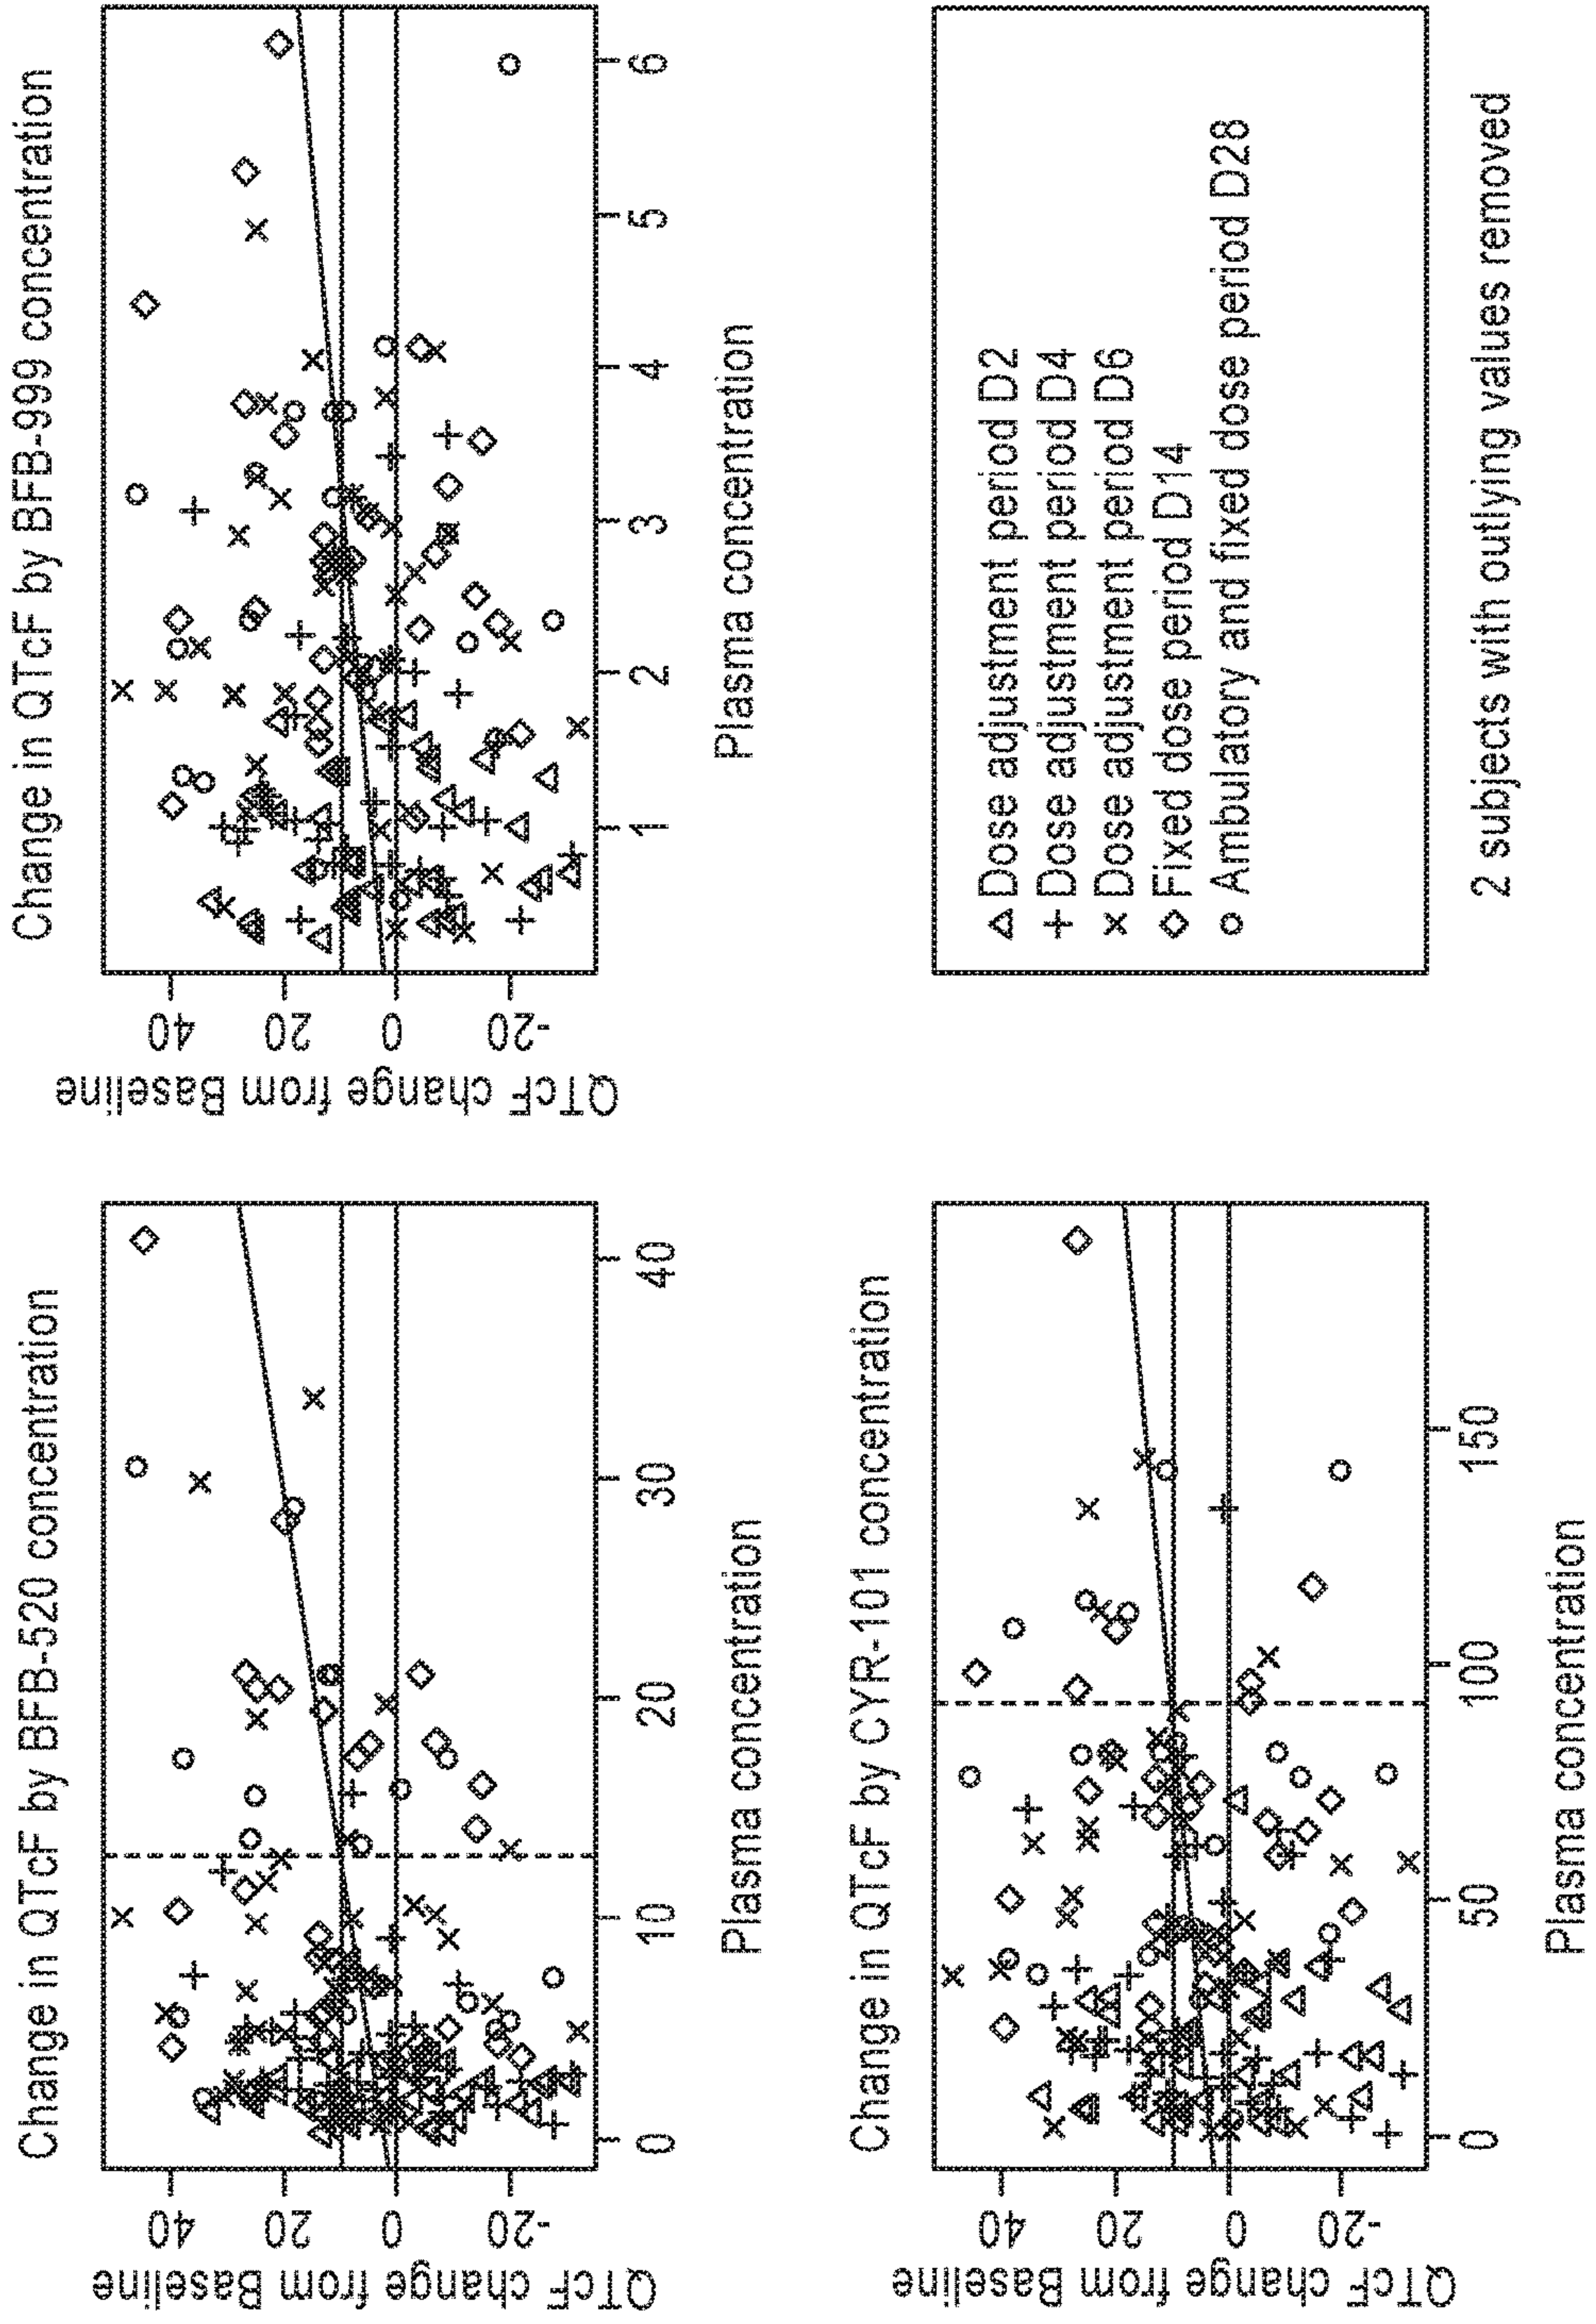 Change in QTcF by BFB-520 concentration
QTcF change from Baseline
40
20
0
-20
0
10
20
30
40
Plasma concentration
Change in QTcF by BFB-999 concentration
QTcF change from Baseline
40
20
0
-20
1
2
3
4
5
6
Plasma concentration
Change in QTcF by CYR-101 concentration
QTcF change from Baseline
40
20
0
-20
0
50
100
150
Plasma concentration
Dose adjustment period D2
Dose adjustment period D4
Dose adjustment period D6
Fixed dose period D14
Ambulatory and fixed dose period D28
2 subjects with outlying values removed